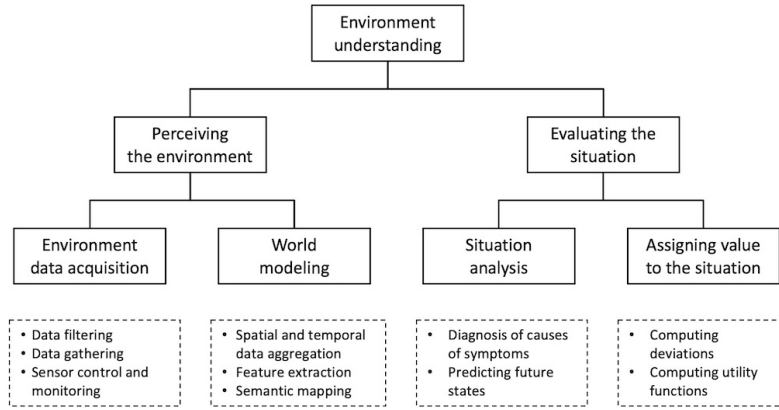 Environment
understanding
Perceiving
the environment
Evaluating the
situation
Environment
data acquisition
World
modeling
Situation
analysis
Assigning value
to the situation
• Data filtering
• Data gathering
• Sensor control and
monitoring
• Spatial and temporal
data aggregation
• Feature extraction
• Semantic mapping
• Diagnosis of causes
of symptoms
• Predicting future
states
• Computing
deviations
• Computing utility
functions